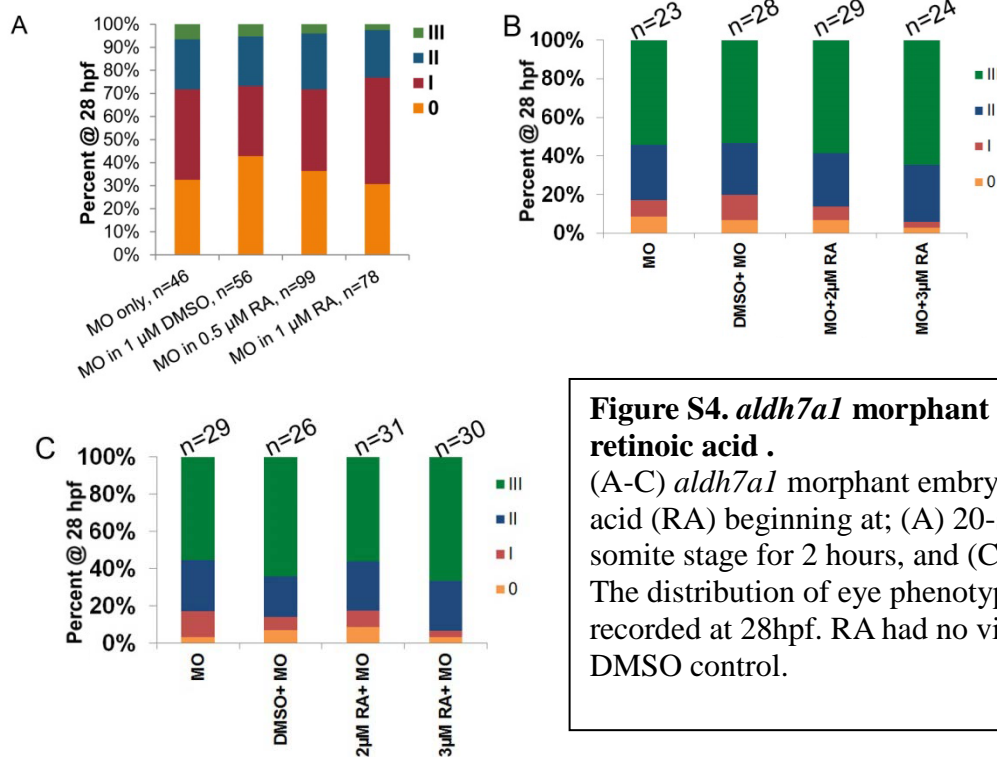 A
100%
90%
80%
70%
60%
50%
40%
30%
20%
10%
0%
Percent @ 28 hpf
III
II
I
0
MO only, n=46
MO in 1 µM DMSO, n=56
MO in 0.5 µM RA, n=99
MO in 1 µM RA, n=78
B
n=23
n=28
n=29
n=24
100%
80%
60%
40%
20%
0%
Percent @ 28 hpf
II
I
0
MO
DMSO+ MO
MO+2µM RA
MO+3µM RA
C
n=29
n=26
n=31
n=30
100%
80%
60%
40%
20%
0%
Percent @ 28 hpf
III
II
I
0
MO
DMSO+ MO
2µM RA+ MO
3µM RA+ MO
Figure S4. aldh7a1 morphant
retinoic acid .
(A-C) aldh7a1 morphant embry
acid (RA) beginning at; (A) 20-
somite stage for 2 hours, and (C
The distribution of eye phenotyp
recorded at 28hpf. RA had no vi
DMSO control.